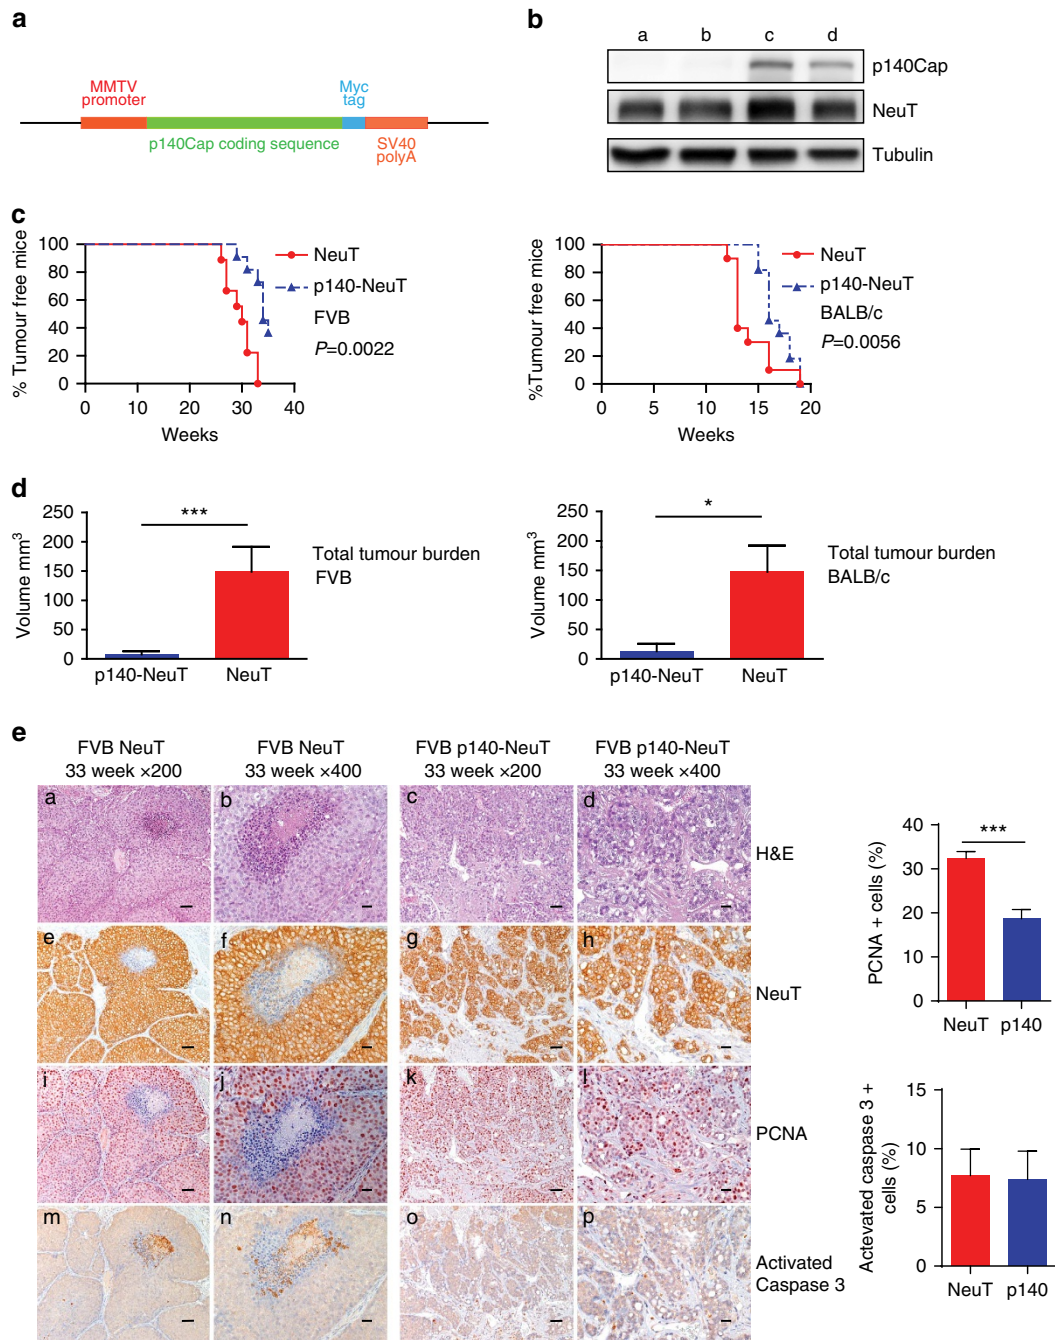 a
MMTV
promoter
Myc
tag
p140Cap coding sequence
SV40
polyA
b
a b c d
p140Cap
NeuT
Tubulin
c
% Tumour free mice
100
80
60
40
20
0
0 10 20 30 40
Weeks
NeuT
p140-NeuT
FVB
P=0.0022
%Tumour free mice
100
80
60
40
20
0
0 5 10 15 20
Weeks
NeuT
p140-NeuT
BALB/c
P=0.0056
d
Volume mm3
250
200
150
100
50
0
***
p140-NeuT NeuT
Total tumour burden
FVB
Volume mm3
250
200
150
100
50
0
*
p140-NeuT NeuT
Total tumour burden
BALB/c
e
FVB NeuT
33 week ×200
FVB NeuT
33 week ×400
FVB p140-NeuT
33 week ×200
FVB p140-NeuT
33 week ×400
a b c d
H&E
e f g h
NeuT
i j k l
PCNA
m n o p
Activated
Caspase 3
PCNA + cells (%)
40
30
20
10
0
***
NeuT p140
Actevated caspase 3 +
cells (%)
15
10
5
0
NeuT p140